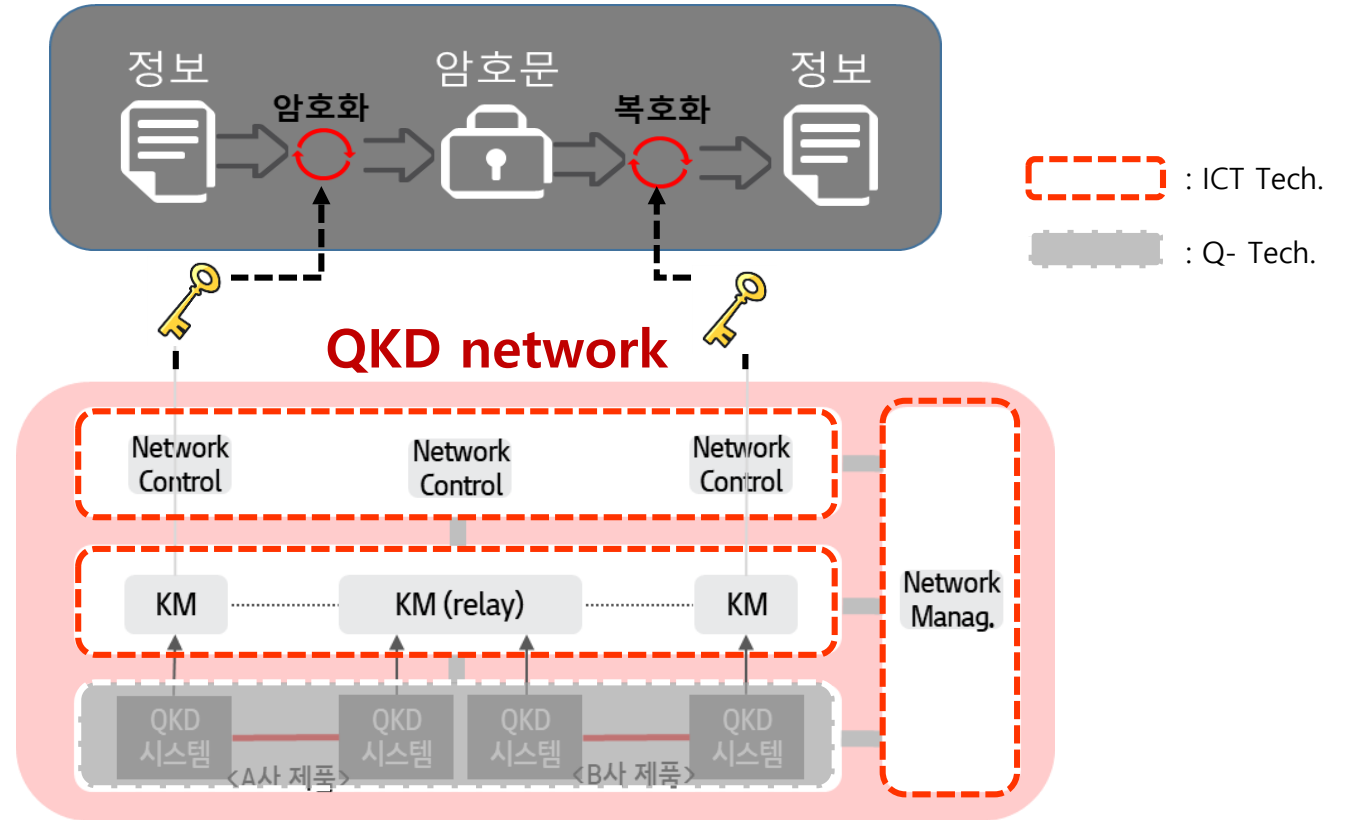 정보
암호문
정보
암호화
복호화
: ICT Tech.
: Q- Tech.
QKD network
Network
Control
Network
Control
Network
Control
KM
KM (relay)
KM
Network
Manag.
QKD
시스템
QKD
시스템
QKD
시스템
QKD
시스템
<A사 제품>
<B사 제품>